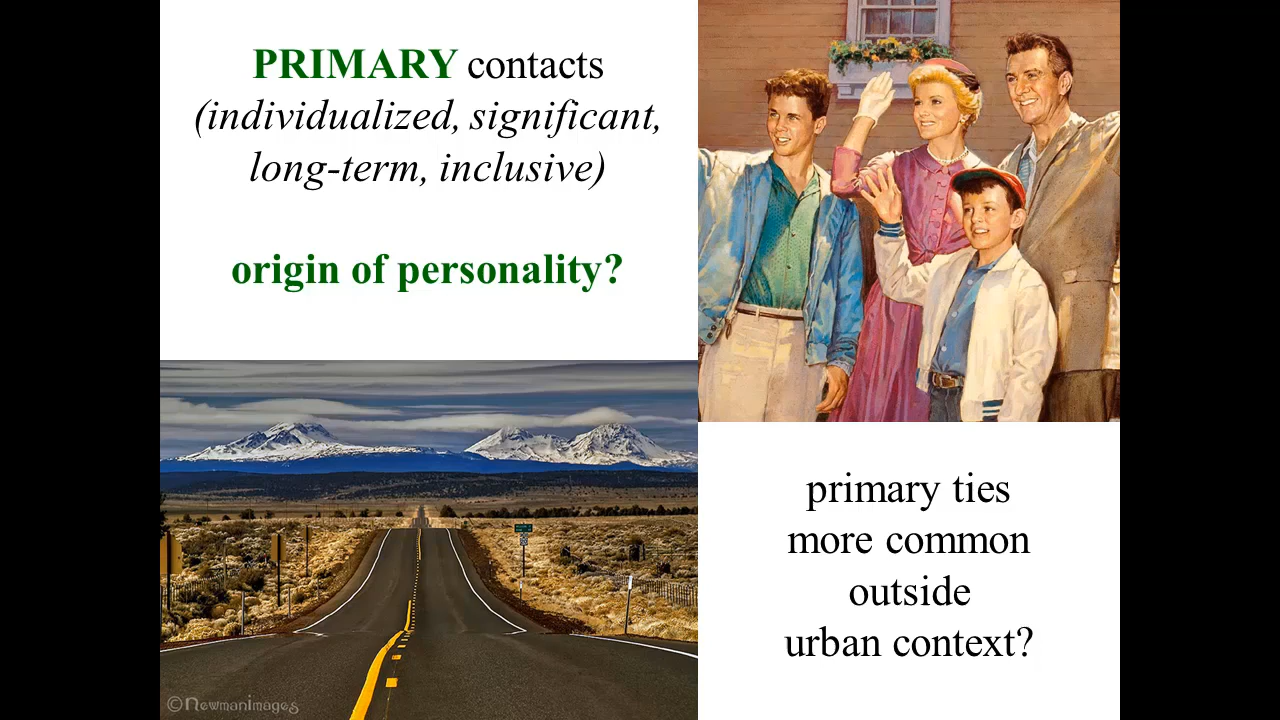 PRIMARY contacts
(individualized, significant,
long-term, inclusive)
origin of personality?
primary ties
more common
outside
urban context?
©NewmanImages